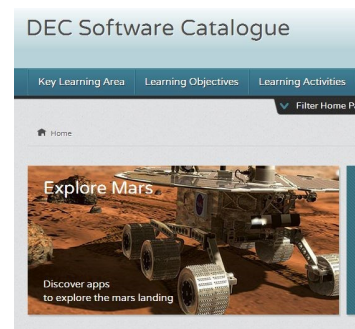 DEC Software Catalogue
Key Learning Area Learning Objectives Learning Activities
Filter Home
Home
Explore Mars
Discover apps
to explore the mars landing